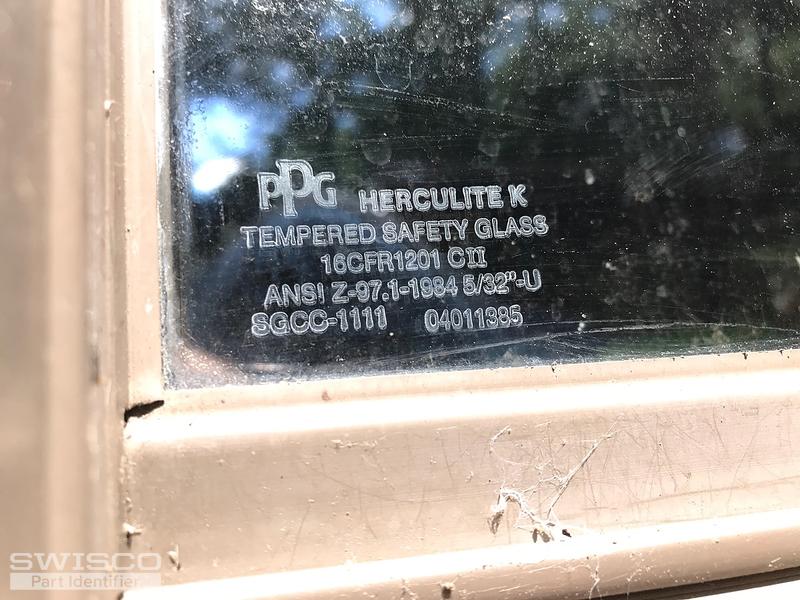 PPG HERCULITE K
TEMPERED SAFETY GLASS
16CFR1201 CII
ANSI Z-97.1-1984 5/32"-U
SGCC-1111 04011385
SWISCO
Part Identifier